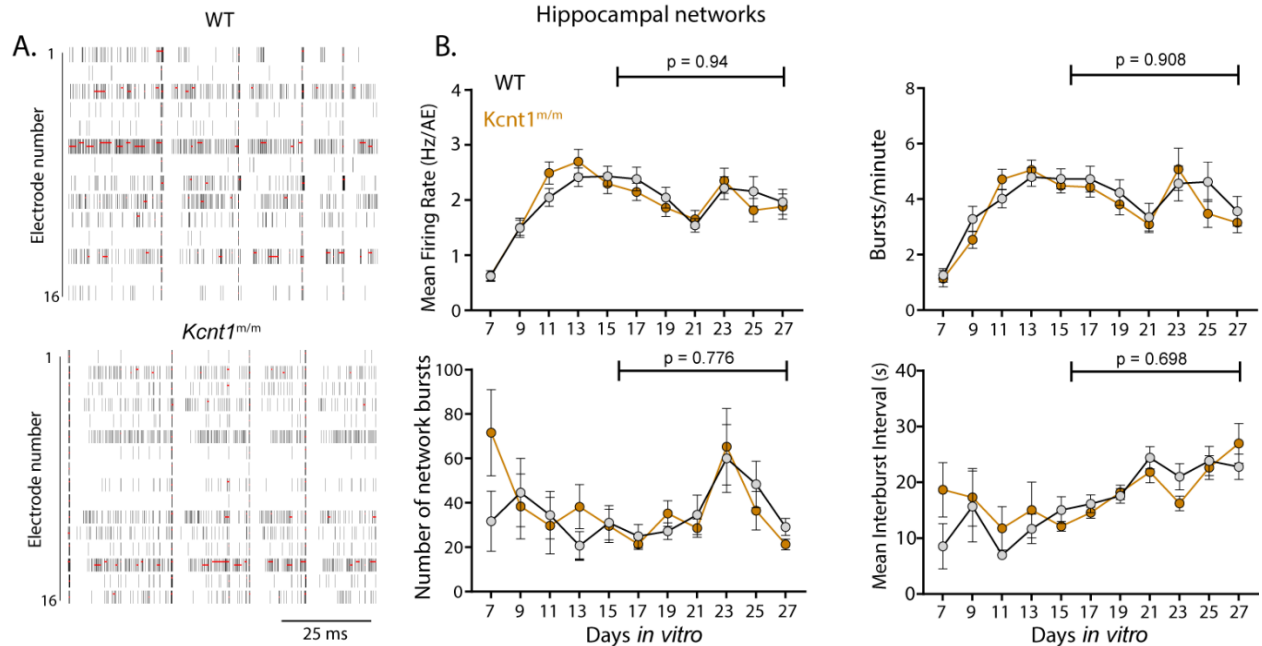 Hippocampal networks
A.
WT
1
Electrode number
16
Kcnt1m/m
1
Electrode number
16
25 ms
B.
p = 0.94
WT
Kcnt1m/m
Mean Firing Rate (Hz/AE)
4
3
2
1
0
7 9 11 13 15 17 19 21 23 25 27
p = 0.908
Bursts/minute
8
6
4
2
0
7 9 11 13 15 17 19 21 23 25 27
p = 0.776
Number of network bursts
100
80
60
40
20
0
7 9 11 13 15 17 19 21 23 25 27
Days in vitro
p = 0.698
Mean Interburst Interval (s)
40
30
20
10
0
7 9 11 13 15 17 19 21 23 25 27
Days in vitro